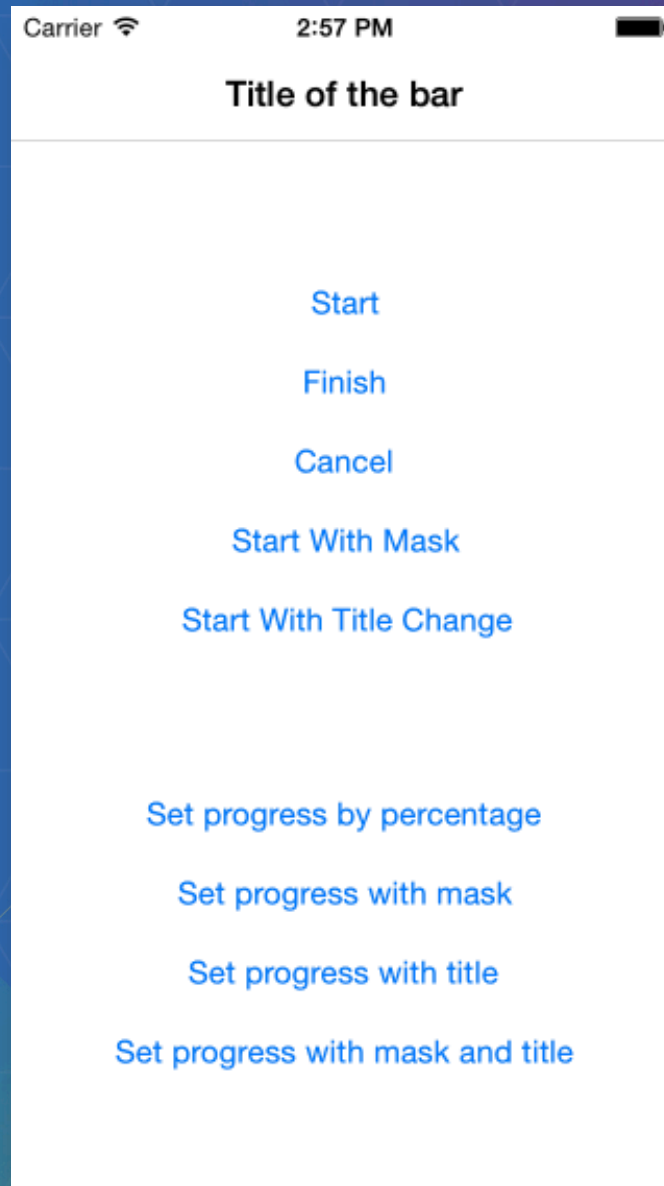 Carrier 2:57 PM
Title of the bar
Start
Finish
Cancel
Start With Mask
Start With Title Change
Set progress by percentage
Set progress with mask
Set progress with title
Set progress with mask and title